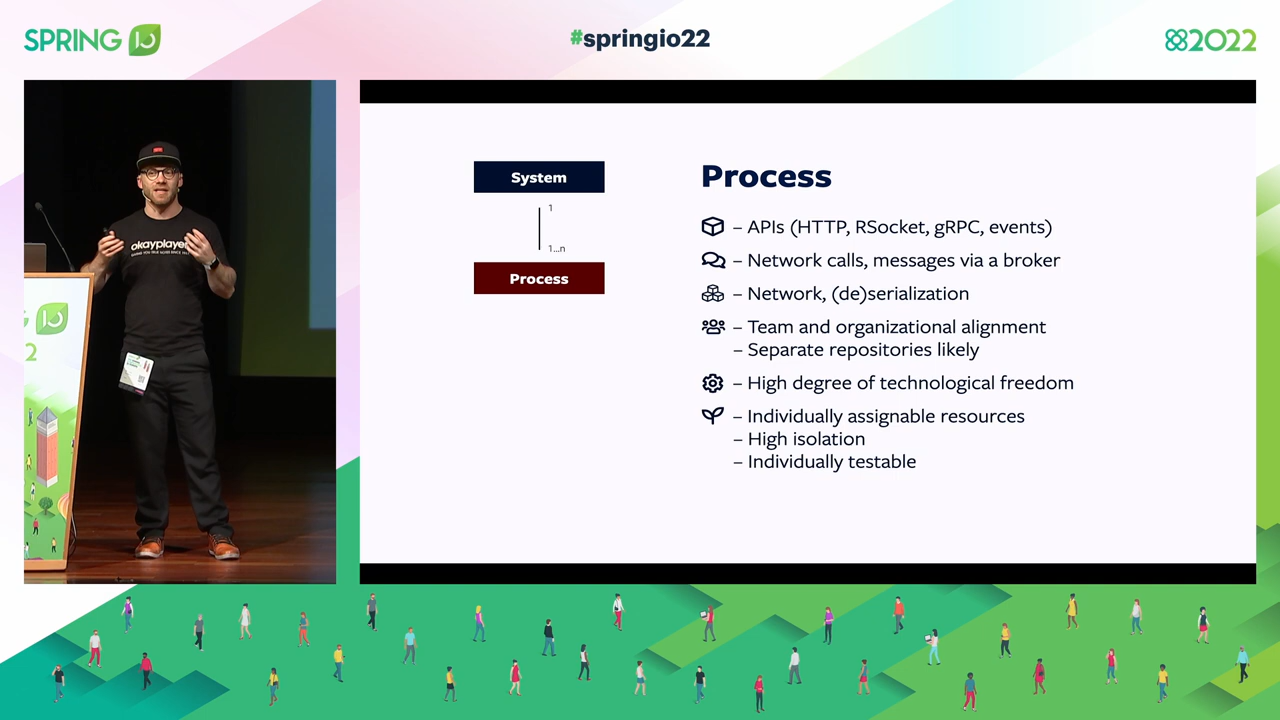 SPRING IO
#springio22
2022
okayplayer
System
1
1...n
Process
Process
– APIs (HTTP, RSocket, gRPC, events)
– Network calls, messages via a broker
– Network, (de)serialization
– Team and organizational alignment
– Separate repositories likely
– High degree of technological freedom
– Individually assignable resources
– High isolation
– Individually testable